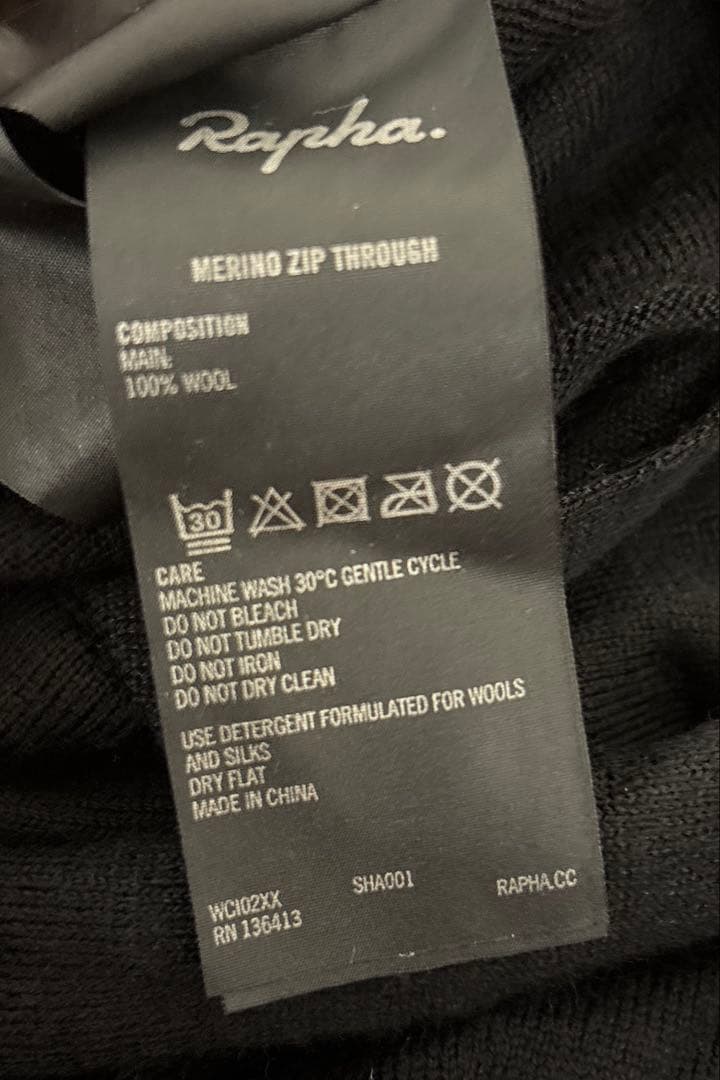 Rapha.
MERINO ZIP THROUGH
COMPOSITION
MAIN:
100% WOOL
30
CARE
MACHINE WASH 30°C GENTLE CYCLE
DO NOT BLEACH
DO NOT TUMBLE DRY
DO NOT IRON
DO NOT DRY CLEAN
USE DETERGENT FORMULATED FOR WOOLS
AND SILKS
DRY FLAT
MADE IN CHINA
WCI02XX SHA001 RAPHA.CC
RN 136413